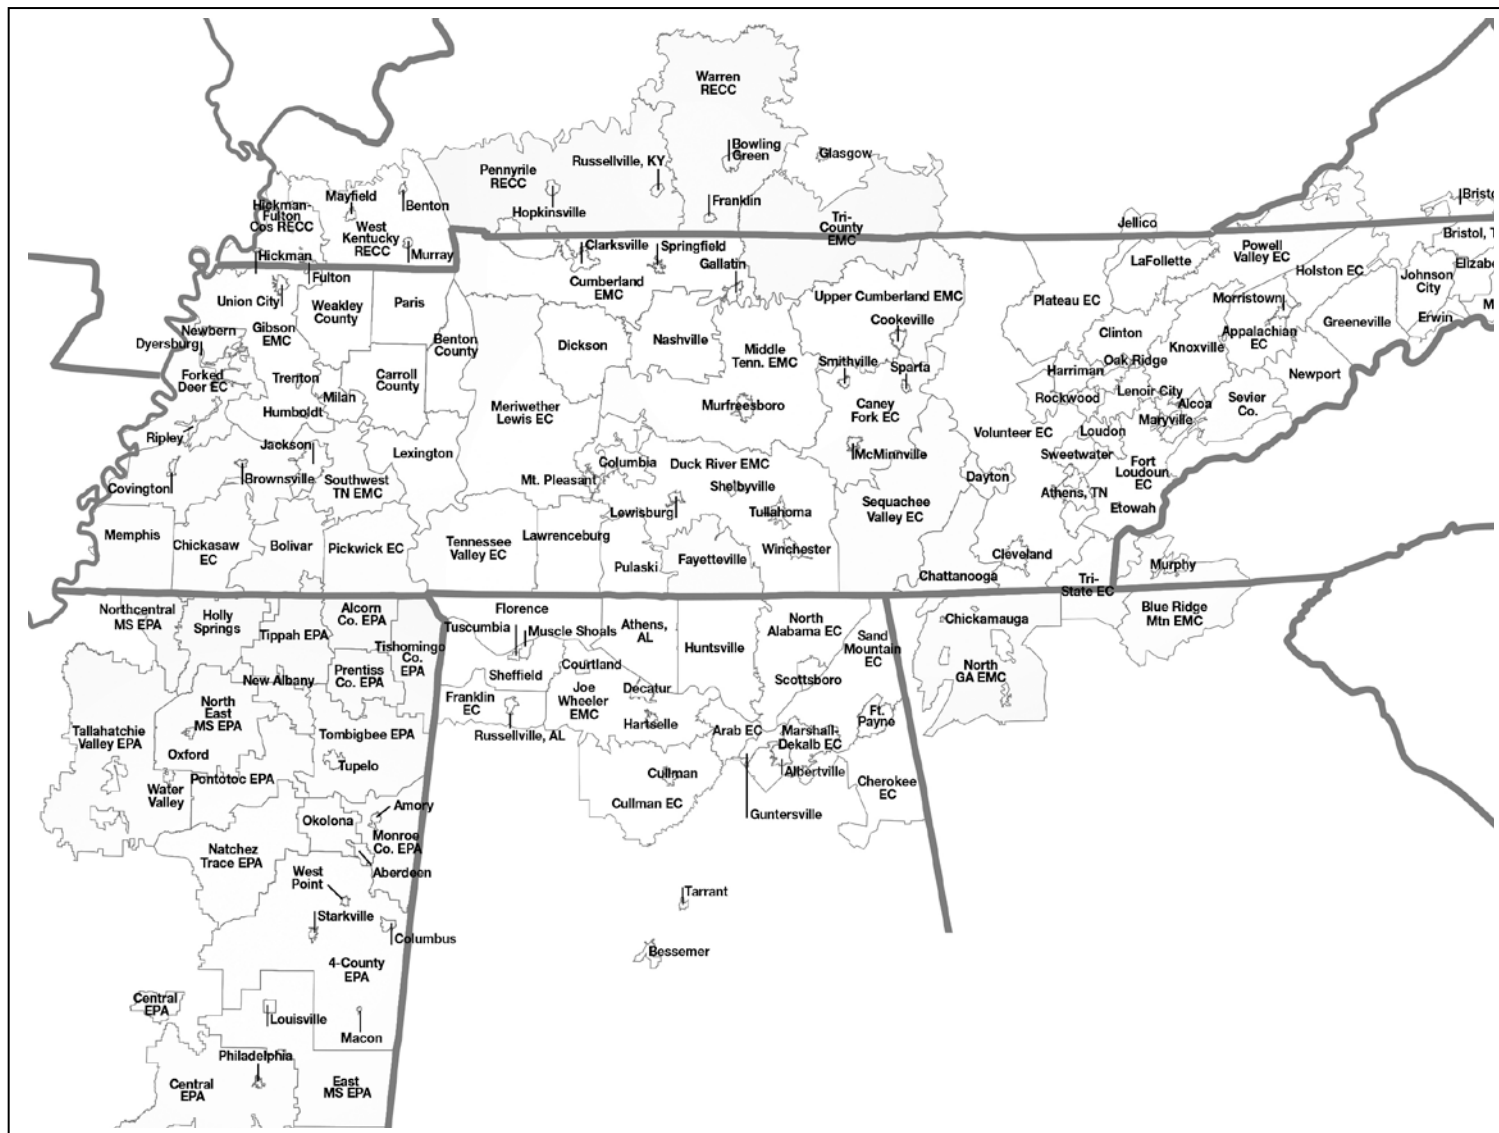 Warren
RECC
Bowling
Green
Glasgow
Russellville, KY
Pennyrile
RECC
Hopkinsville
Franklin
Tri-
County
EMC
Mayfield
Benton
Hickman-
Fulton
Cos RECC
West
Kentucky
RECC
Murray
Hickman
Fulton
Jellico
Bristo
Bristol, T
Clarksville
Springfield
Gallatin
Cumberland
EMC
Upper Cumberland EMC
Cookeville
Plateau EC
LaFollette
Powell
Valley EC
Holston EC
Johnson
City
Elizab
M
Erwin
Morristown
Greeneville
Appalachian
EC
Clinton
Knoxville
Oak Ridge
Harriman
Newport
Rockwood
Lenoir City
Alcoa
Maryville
Sevier
Co.
Union City
Weakley
County
Paris
Newbern
Dyersburg
Gibson
EMC
Benton
County
Dickson
Nashville
Middle
Tenn. EMC
Smithville
Sparta
Forked
Deer EC
Trenton
Carroll
County
Milan
Humboldt
Meriwether
Lewis EC
Murfreesboro
Caney
Fork EC
Volunteer EC
Loudon
Ripley
Jackson
Lexington
McMinnville
Sweetwater
Fort
Loudoun
EC
Columbia
Duck River EMC
Mt. Pleasant
Shelbyville
Dayton
Athens, TN
Etowah
Covington
Brownsville
Southwest
TN EMC
Lewisburg
Tullahoma
Sequachee
Valley EC
Memphis
Chickasaw
EC
Bolivar
Pickwick EC
Tennessee
Valley EC
Lawrenceburg
Pulaski
Fayetteville
Winchester
Cleveland
Chattanooga
Tri-
State EC
Murphy
Blue Ridge
Mtn EMC
Northcentral
MS EPA
Holly
Springs
Tippah EPA
Alcorn
Co. EPA
Tishomingo
Co.
EPA
Prentiss
Co. EPA
Florence
Tuscumbia
Muscle Shoals
Athens,
AL
Huntsville
North
Alabama EC
Sand
Mountain
EC
Chickamauga
North
GA EMC
Sheffield
Courtland
Scottsboro
New Albany
North
East
MS EPA
Franklin
EC
Joe
Wheeler
EMC
Decatur
Hartselle
Russellville, AL
Arab EC
Marshall-
Dekalb EC
Ft.
Payne
Tallahatchie
Valley EPA
Oxford
Tombigbee EPA
Tupelo
Pontotoc EPA
Water
Valley
Cullman
Cullman EC
Albertville
Cherokee
EC
Guntersville
Okolona
Amory
Monroe
Co. EPA
Natchez
Trace EPA
Aberdeen
West
Point
Starkville
Columbus
Tarrant
Bessemer
4-County
EPA
Central
EPA
Louisville
Macon
Philadelphia
Central
EPA
East
MS EPA